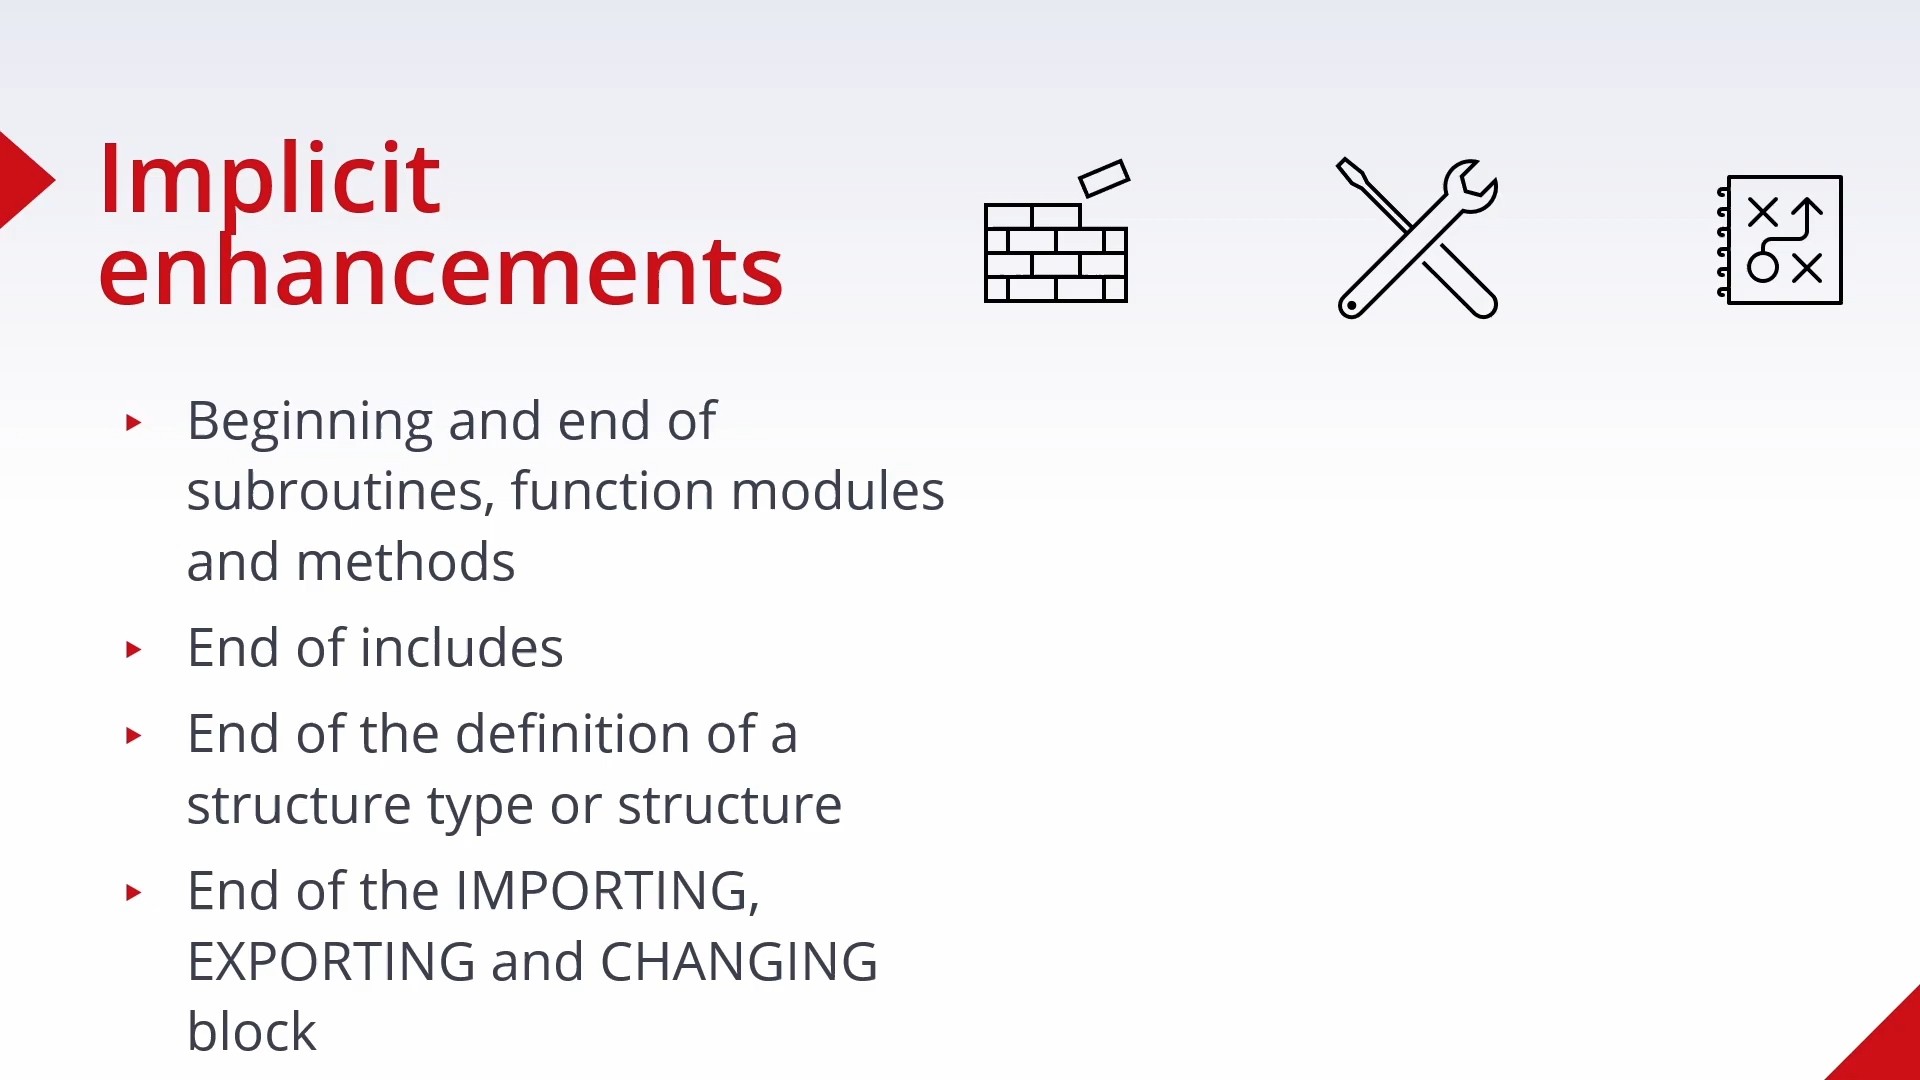 Implicit
enhancements
Beginning and end of
subroutines, function modules
and methods
End of includes
End of the definition of a
structure type or structure
End of the IMPORTING,
EXPORTING and CHANGING
block